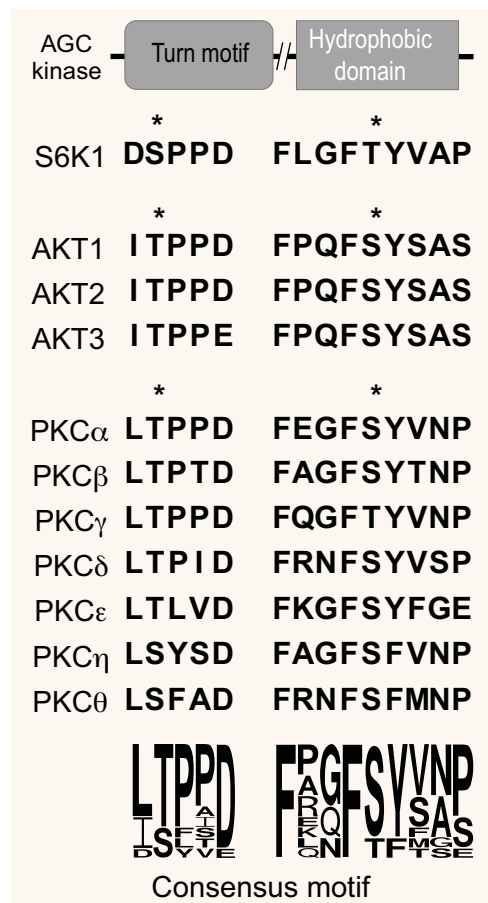 AGC kinase Turn motif // Hydrophobic domain
* *
S6K1 DSPPD FLGFTYVAP
* *
AKT1 ITPPD FPQFSYSAS
AKT2 ITPPD FPQFSYSAS
AKT3 ITPPE FPQFSYSAS
* *
PKCα LTPPD FEGFSYVNP
PKCβ LTPTD FAGFSYTNP
PKCγ LTPPD FQGFTYVNP
PKCδ LTPID FRNFSYVSP
PKCε LTLVD FKGFSYFGE
PKCη LSYSD FAGFSFVNP
PKCθ LSFAD FRNFSFMNP
LTPPD FPGFSYVNP
Consensus motif